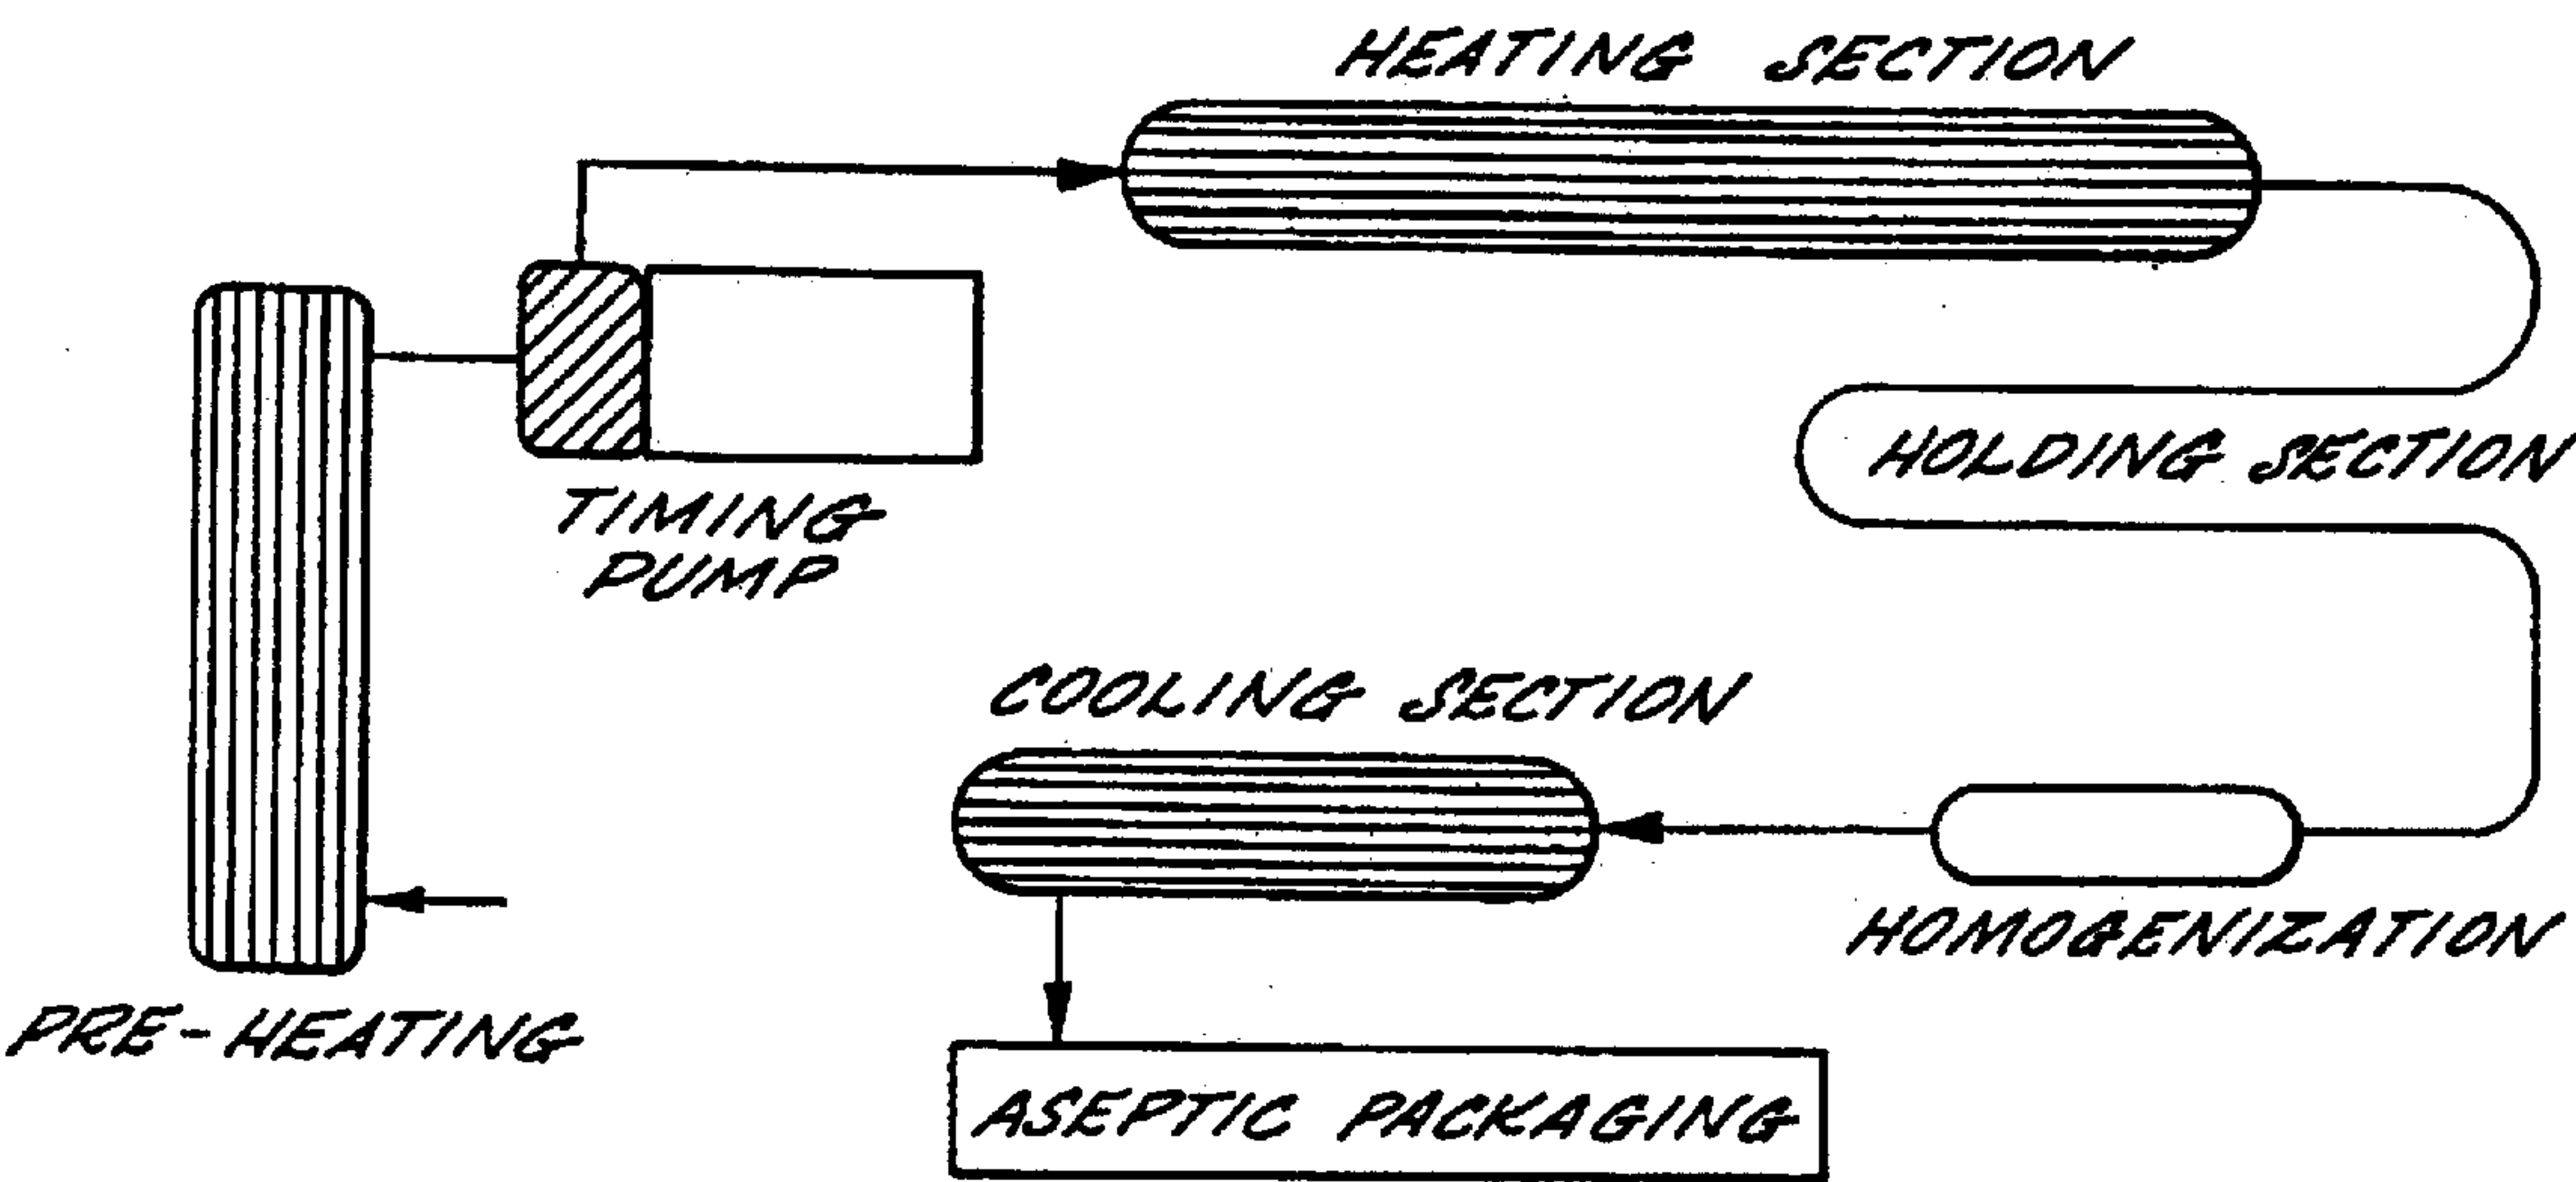 HEATING SECTION
HOLDING SECTION
TIMING
PUMP
COOLING SECTION
HOMOGENIZATION
PRE-HEATING
ASEPTIC PACKAGING